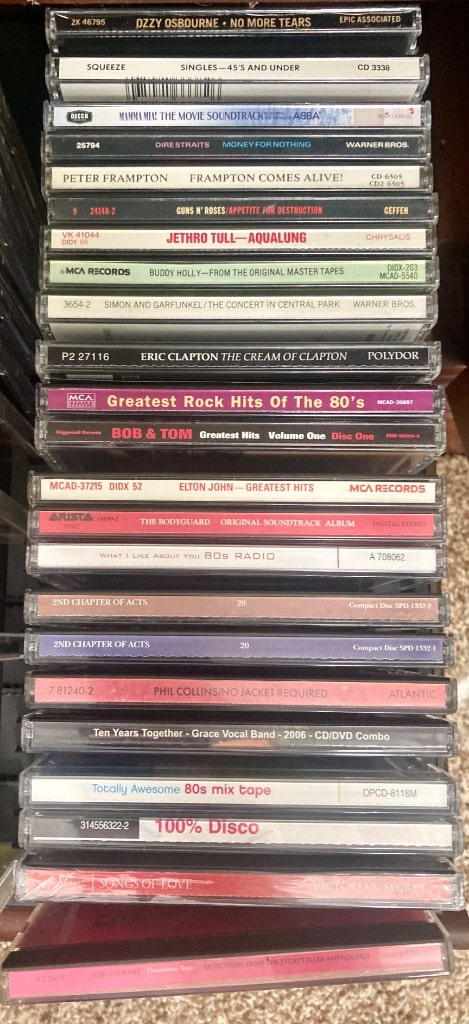 ZK 46795 OZZY OSBOURNE • NO MORE TEARS EPIC ASSOCIATED
SQUEEZE SINGLES—45'S AND UNDER CD 3338
DECCA MAMMA MIA! THE MOVIE SOUNDTRACK ABBA
25794 DIRE STRAITS MONEY FOR NOTHING WARNER BROS.
PETER FRAMPTON FRAMPTON COMES ALIVE! CD 6505
CD2 6505
9 24148-2 GUNS N' ROSES/APPETITE FOR DESTRUCTION GEFFEN
VK 41044
DIDY 68 JETHRO TULL—AQUALUNG CHRYSALIS
MCA RECORDS BUDDY HOLLY—FROM THE ORIGINAL MASTER TAPES DIDX-203
MCAD-5540
3654-2 SIMON AND GARFUNKEL/THE CONCERT IN CENTRAL PARK WARNER BROS.
P2 27116 ERIC CLAPTON THE CREAM OF CLAPTON POLYDOR
MCA Greatest Rock Hits Of The 80's MCAD-20897
BOB & TOM Greatest Hits Volume One Disc One
MCAD-37215 DIDX 52 ELTON JOHN—GREATEST HITS MCA RECORDS
ARISTA THE BODYGUARD ORIGINAL SOUNDTRACK ALBUM
WHAT I LIKE ABOUT YOU 80S RADIO A 708062
2ND CHAPTER OF ACTS 20 Compact Disc SPD 1332-2
2ND CHAPTER OF ACTS 20 Compact Disc SPD 1332-1
7 81240-2 PHIL COLLINS/NO JACKET REQUIRED ATLANTIC
Ten Years Together - Grace Vocal Band - 2006 - CD/DVD Combo
Totally Awesome 80s mix tape OPCD-8118M
314556322-2 100% Disco
SONGS OF LOVE VICTORIA'S SECRET
ROD STEWART SELECTIONS FROM THE STORYTELLER ANTHOLOGY